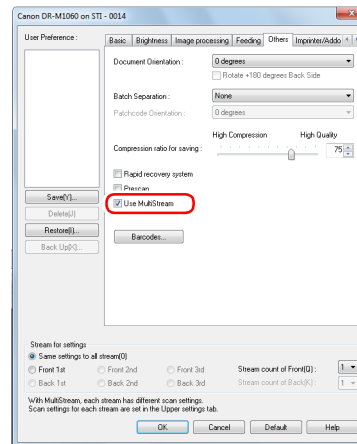 Canon DR-M1060 on STI - 0014
User Preference :
Basic Brightness Image processing Feeding Others Imprinter/Addo
Document Orientation : 0 degrees
Rotate +180 degrees Back Side
Batch Separation : None
Patchcode Orientation : 0 degrees
High Compression High Quality
Compression ratio for saving : 75
Rapid recovery system
Prescan
Use MultiStream
Save(Y)...
Delete(J)
Restore(I)...
Back Up(X)...
Barcodes...
Stream for settings
Same settings to all stream(O)
Front 1st Front 2nd Front 3rd Stream count of Front(Q) : 1
Back 1st Back 2nd Back 3rd Stream count of Back(K) : 1
With MultiStream, each stream has different scan settings.
Scan settings for each stream are set in the Upper settings tab.
OK Cancel Default Help